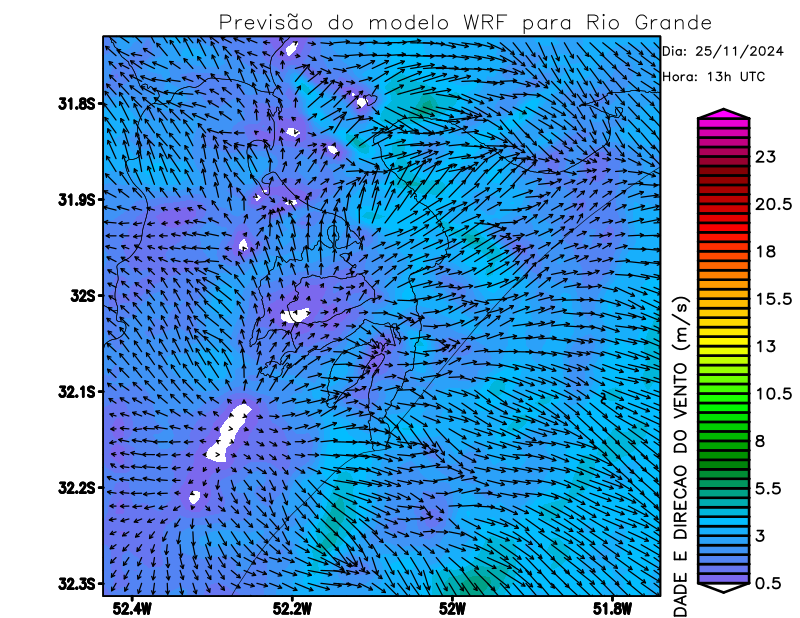 Previsão do modelo WRF para Rio Grande
Dia: 25/11/2024
Hora: 13h UTC
31.8S
31.9S
32S
32.1S
32.2S
32.3S
52.4W
52.2W
52W
51.8W
23
20.5
18
15.5
13
10.5
8
5.5
3
0.5
DADE E DIRECAO DO VENTO (m/s)